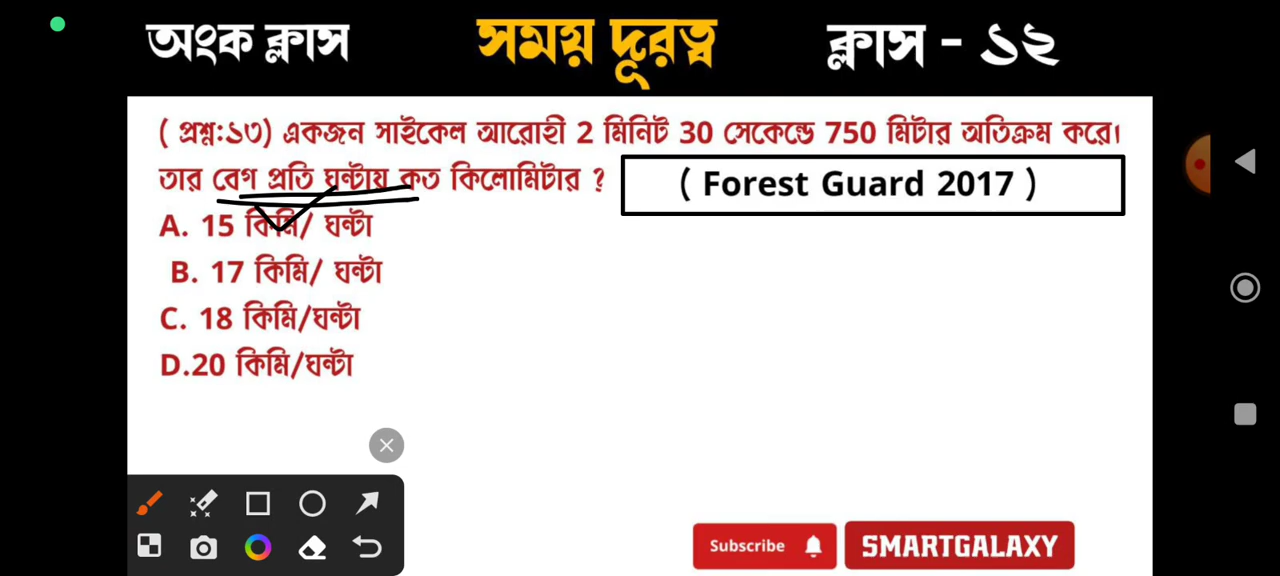 অংক ক্লাস সময় দূরত্ব ক্লাস - ১২
( প্রশ্ন:১৩) একজন সাইকেল আরোহী 2 মিনিট 30 সেকেন্ডে 750 মিটার অতিক্রম করে।
তার বেগ প্রতি ঘন্টায় কত কিলোমিটার ? ( Forest Guard 2017 )
A. 15 কিমি/ ঘন্টা
B. 17 কিমি/ ঘন্টা
C. 18 কিমি/ঘন্টা
D.20 কিমি/ঘন্টা
Subscribe SMARTGALAXY